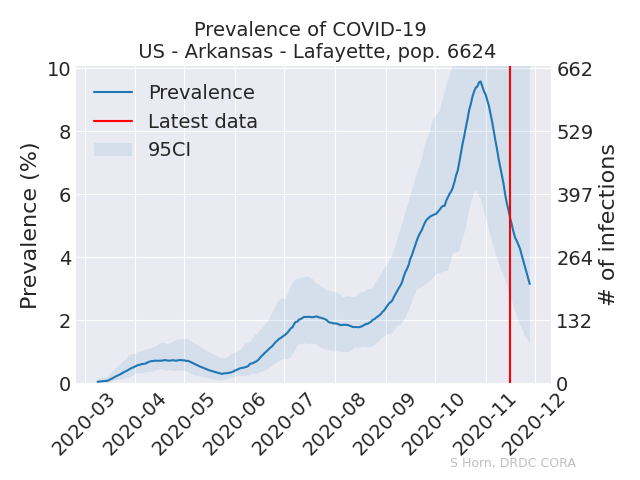 Prevalence of COVID-19
US - Arkansas - Lafayette, pop. 6624
Prevalence
Latest data
95CI
Prevalence (%)
10
8
6
4
2
0
662
529
397
264
132
0
# of infections
2020-03
2020-04
2020-05
2020-06
2020-07
2020-08
2020-09
2020-10
2020-11
2020-12
S Horn, DRDC CORA